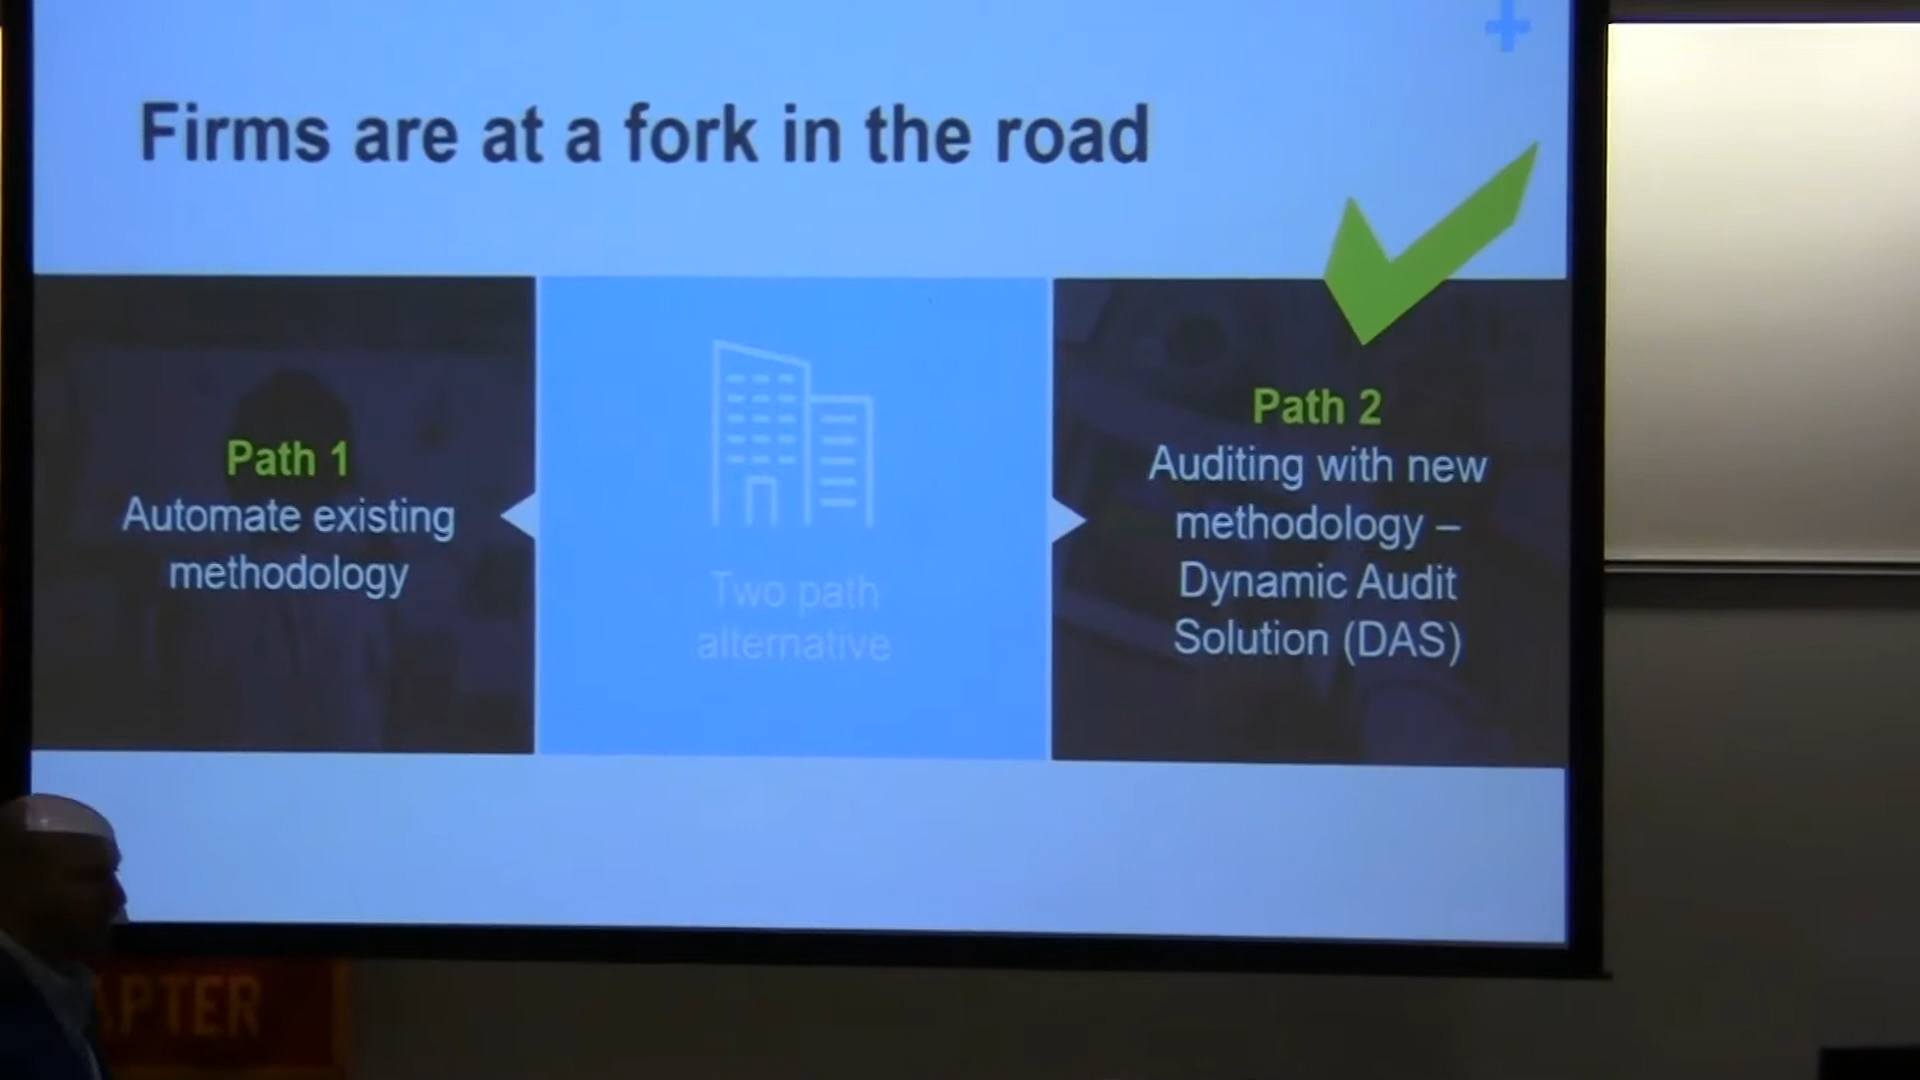 Firms are at a fork in the road
Path 1
Automate existing
methodology
Two path
alternative
Path 2
Auditing with new
methodology –
Dynamic Audit
Solution (DAS)
APTER